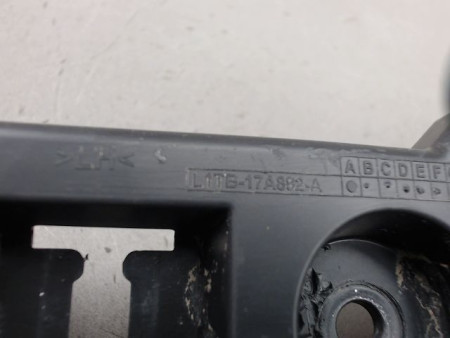 >LH<
L1TB-17A882-A
A B C D E F